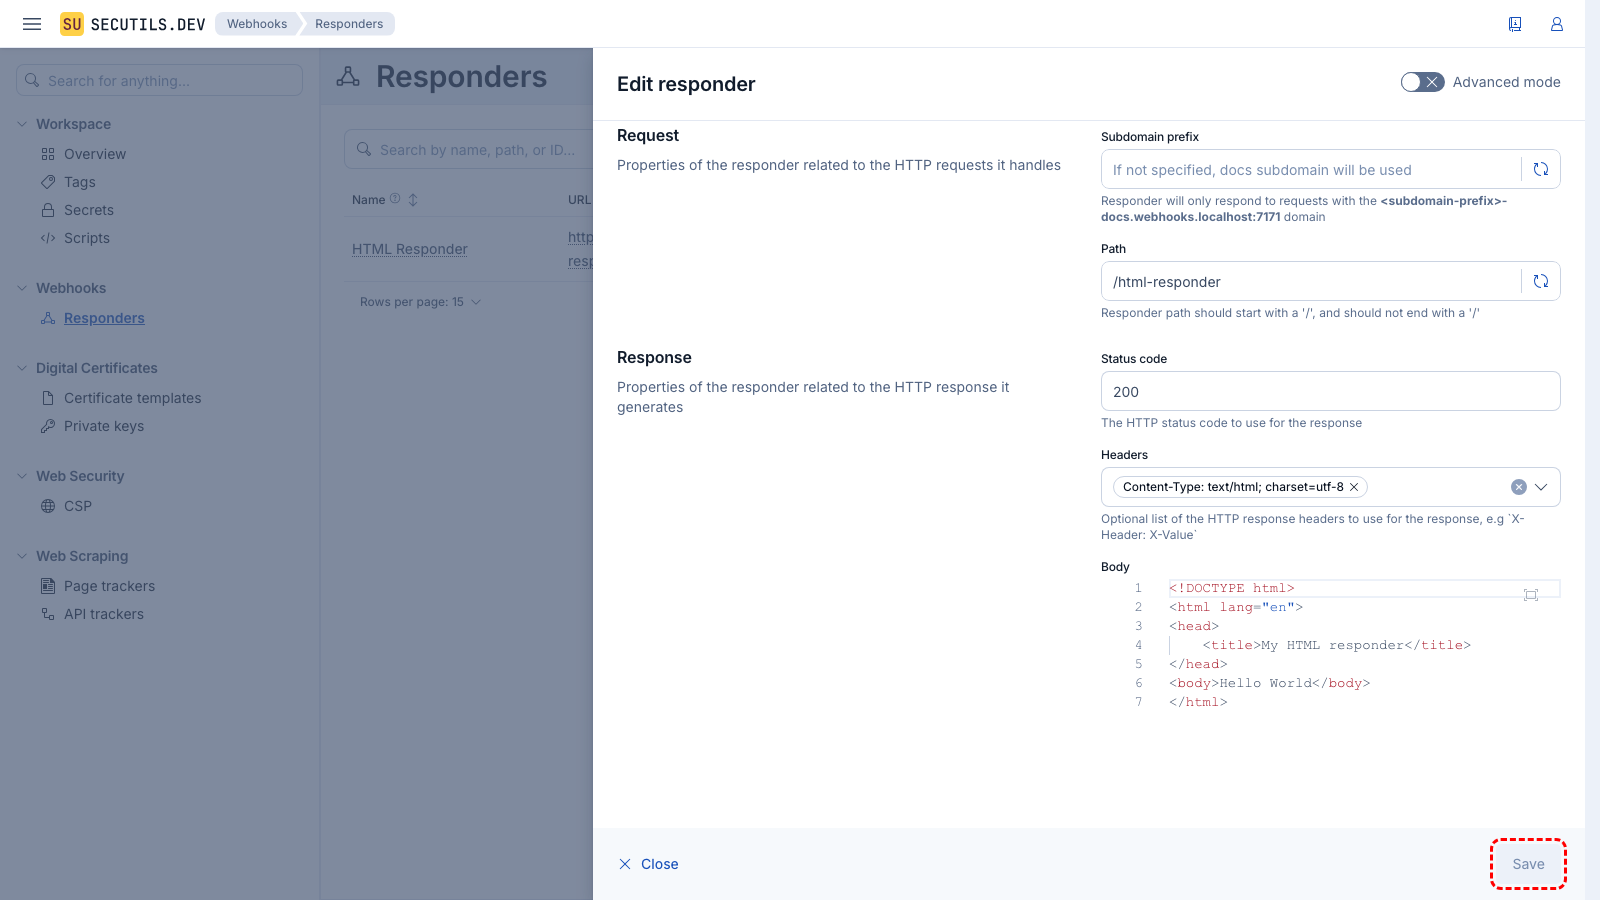 SU SECUTILS.DEV
Webhooks
Responders
Search for anything...
Workspace
Overview
Tags
Secrets
Scripts
Webhooks
Responders
Digital Certificates
Certificate templates
Private keys
Web Security
CSP
Web Scraping
Page trackers
API trackers
Responders
Search by name, path, or ID...
Name
URL
HTML Responder
http
resp
Rows per page: 15
Edit responder
Advanced mode
Request
Properties of the responder related to the HTTP requests it handles
Subdomain prefix
If not specified, docs subdomain will be used
Responder will only respond to requests with the <subdomain-prefix>-
docs.webhooks.localhost:7171 domain
Path
/html-responder
Responder path should start with a '/', and should not end with a '/'
Response
Properties of the responder related to the HTTP response it
generates
Status code
200
The HTTP status code to use for the response
Headers
Content-Type: text/html; charset=utf-8
Optional list of the HTTP response headers to use for the response, e.g `X-
Header: X-Value`
Body
1 <!DOCTYPE html>
2 <html lang="en">
3 <head>
4     <title>My HTML responder</title>
5 </head>
6 <body>Hello World</body>
7 </html>
Close
Save